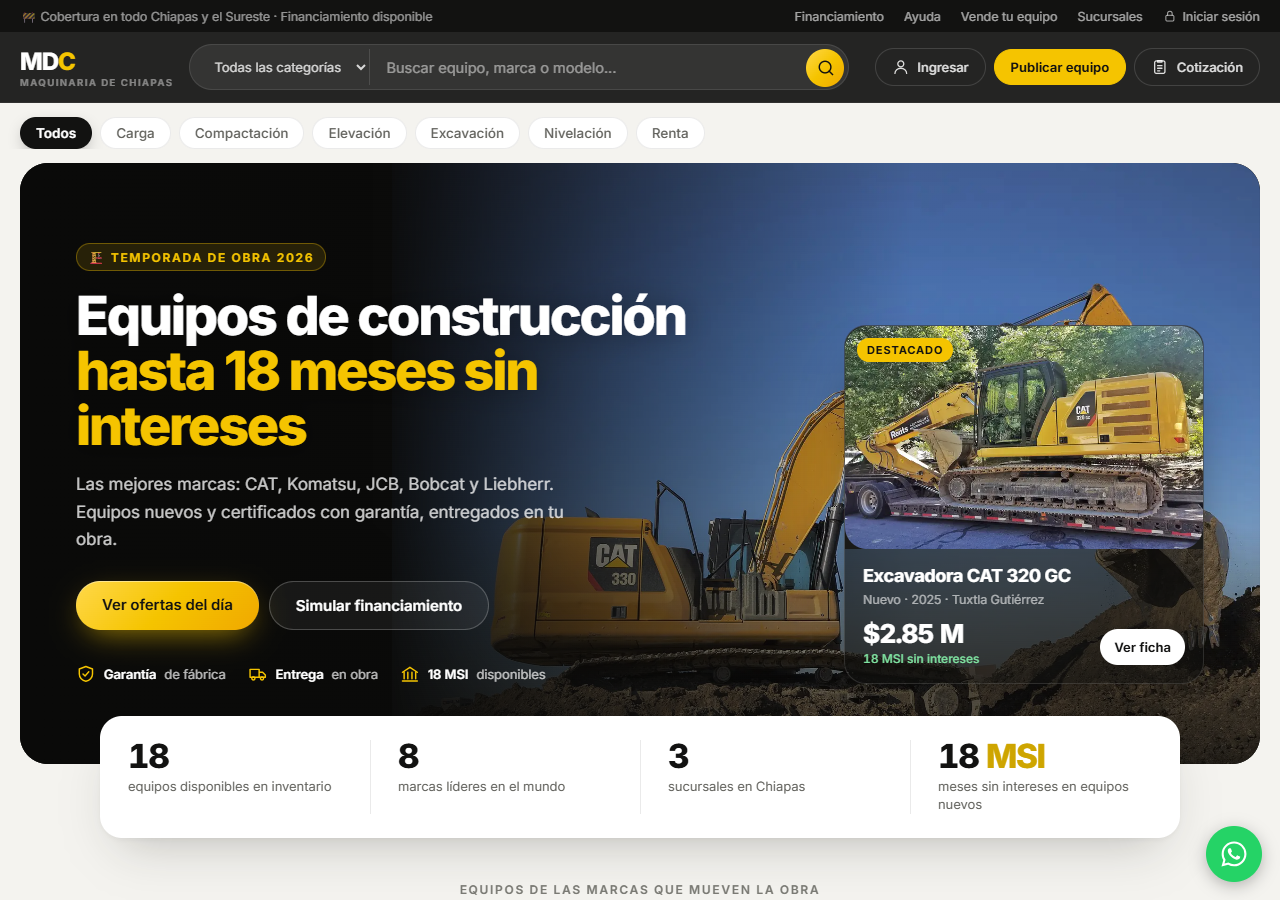 Cobertura en todo Chiapas y el Sureste · Financiamiento disponible
Financiamiento
Ayuda
Vende tu equipo
Sucursales
Iniciar sesión
MDC
MAQUINARIA DE CHIAPAS
Todas las categorías
Buscar equipo, marca o modelo...
Ingresar
Publicar equipo
Cotización
Todos
Carga
Compactación
Elevación
Excavación
Nivelación
Renta
TEMPORADA DE OBRA 2026
Equipos de construcción
hasta 18 meses sin
intereses
Las mejores marcas: CAT, Komatsu, JCB, Bobcat y Liebherr.
Equipos nuevos y certificados con garantía, entregados en tu
obra.
Ver ofertas del día
Simular financiamiento
Garantía de fábrica
Entrega en obra
18 MSI disponibles
CAT
330
DESTACADO
CAT
320 GC
Roots
Excavadora CAT 320 GC
Nuevo · 2025 · Tuxtla Gutiérrez
$2.85 M
18 MSI sin intereses
Ver ficha
18
equipos disponibles en inventario
8
marcas líderes en el mundo
3
sucursales en Chiapas
18 MSI
meses sin intereses en equipos
nuevos
EQUIPOS DE LAS MARCAS QUE MUEVEN LA OBRA